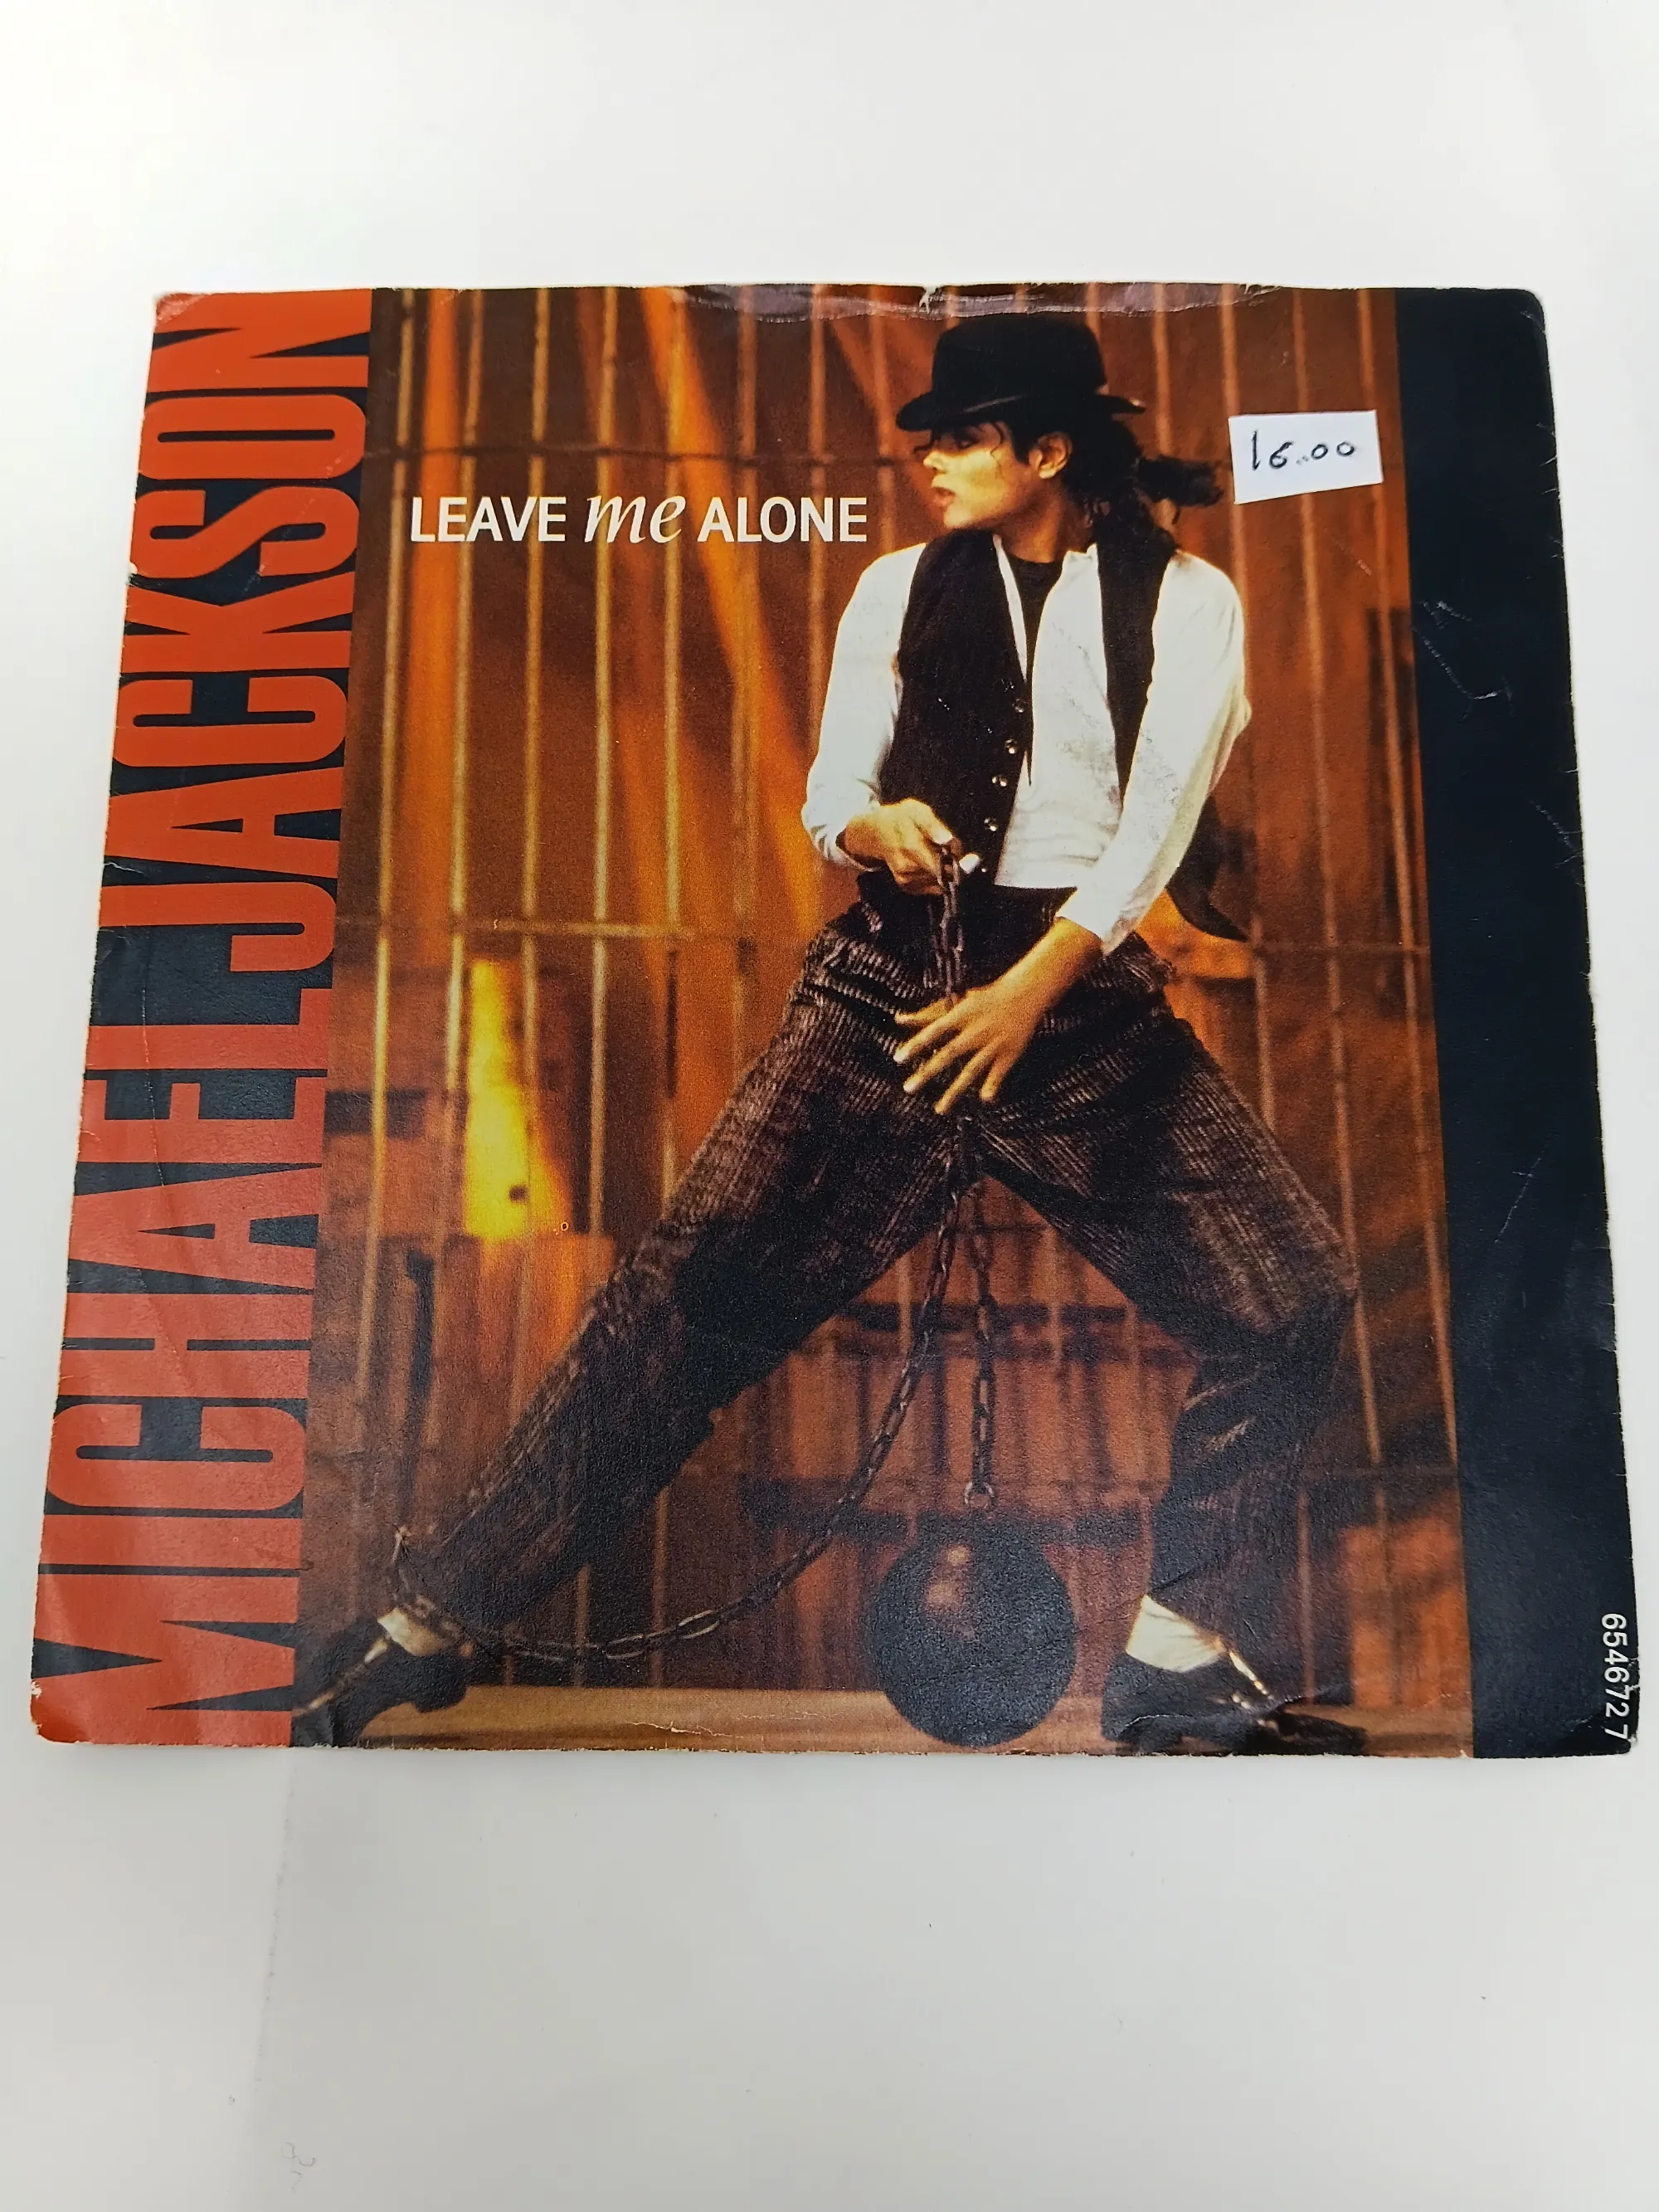 MICHAEL JACKSON
LEAVE me ALONE
16.00
654672 7